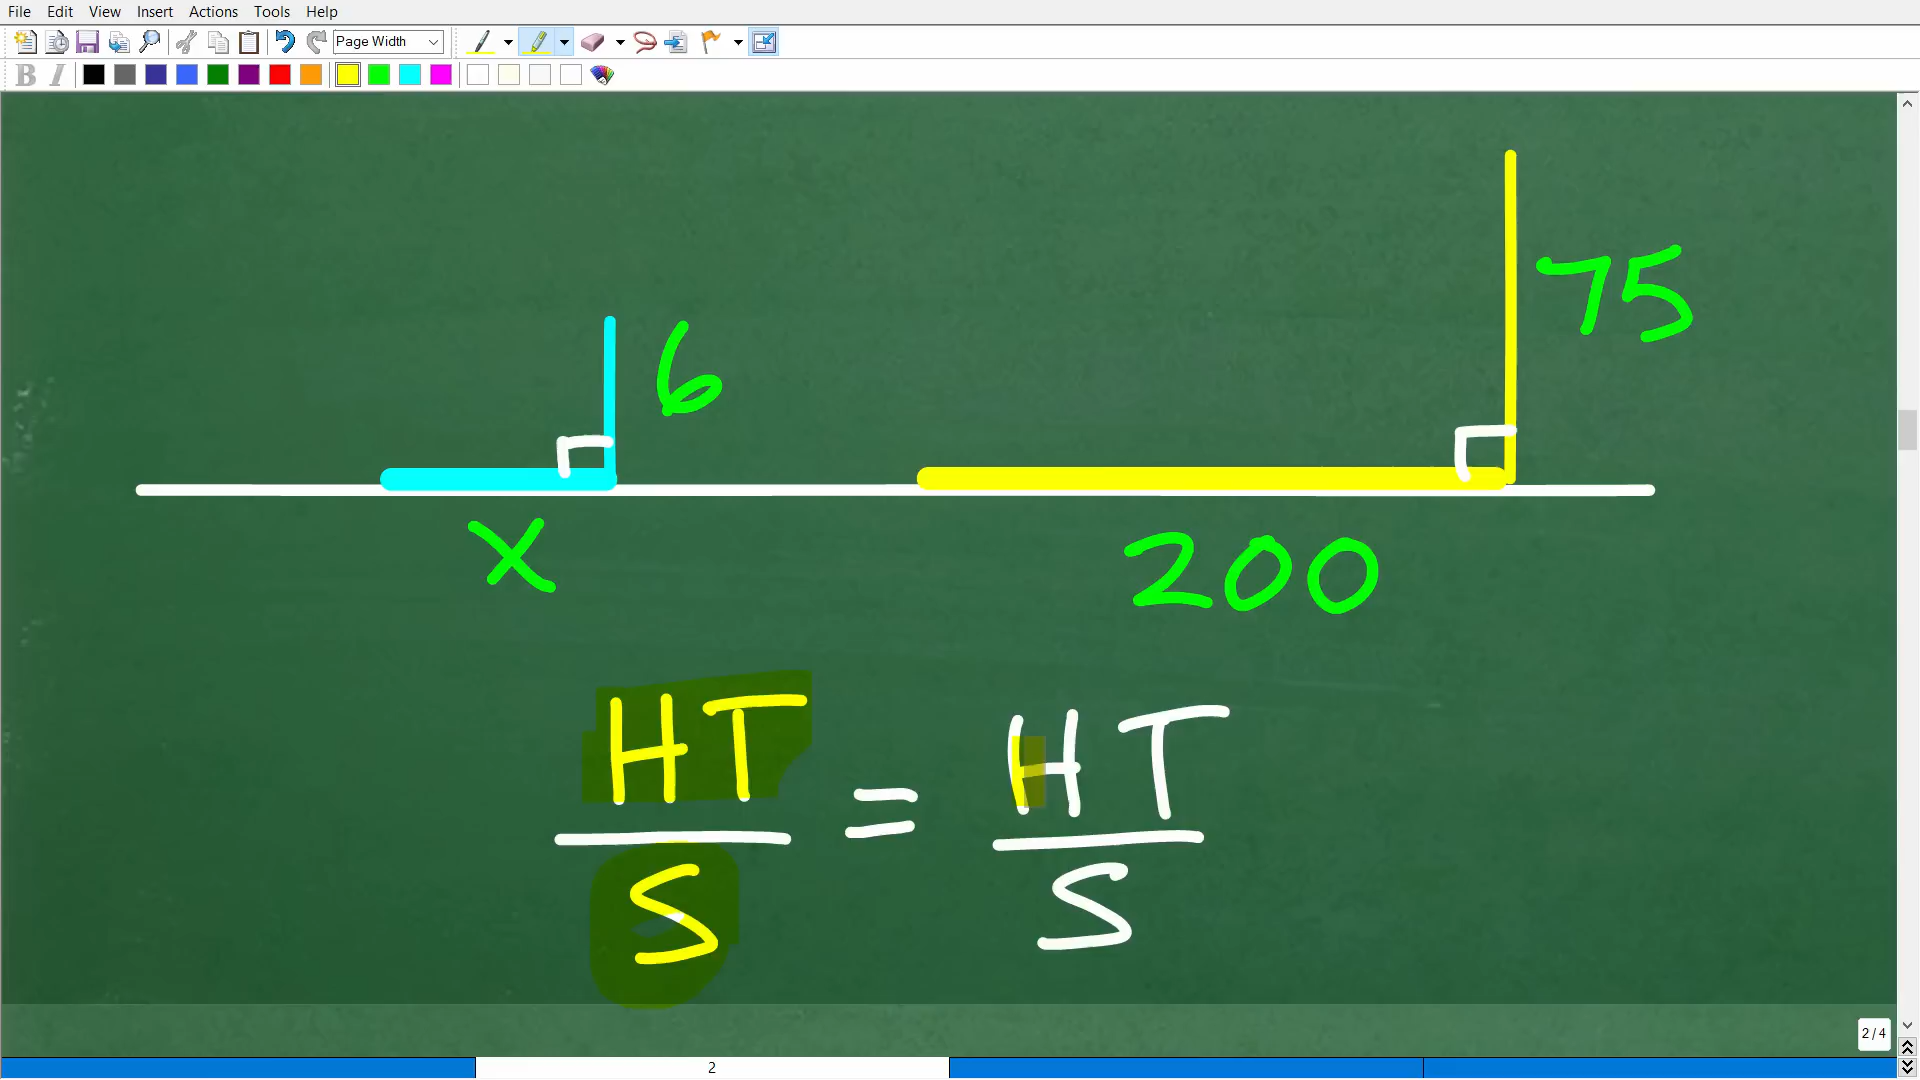 File Edit View Insert Actions Tools Help
Page Width
B I
75
6
x
200
HT HT
=
S S
2 / 4
2